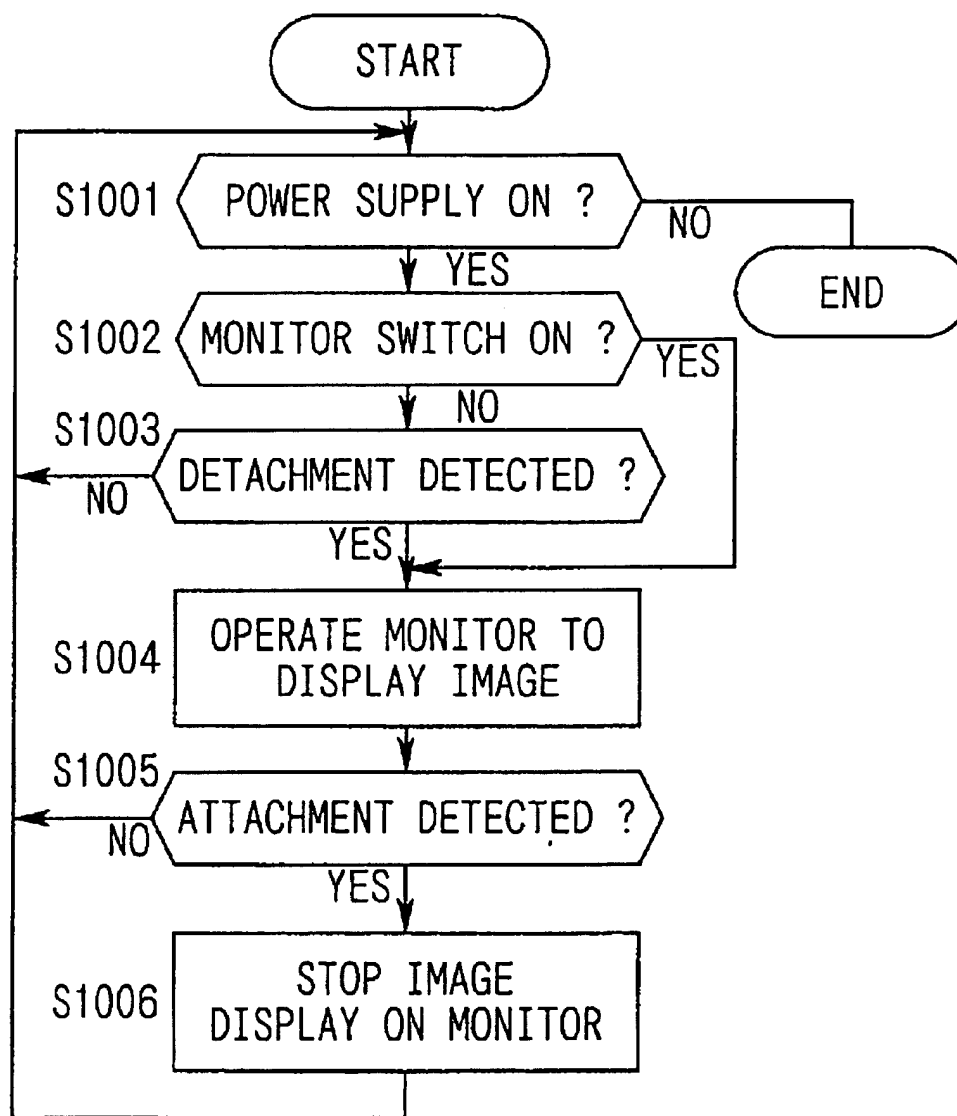 START
S1001
POWER SUPPLY ON ?
NO
YES
END
S1002
MONITOR SWITCH ON ?
YES
NO
S1003
DETACHMENT DETECTED ?
NO
YES
S1004
OPERATE MONITOR TO
DISPLAY IMAGE
S1005
ATTACHMENT DETECTED ?
NO
YES
S1006
STOP IMAGE
DISPLAY ON MONITOR